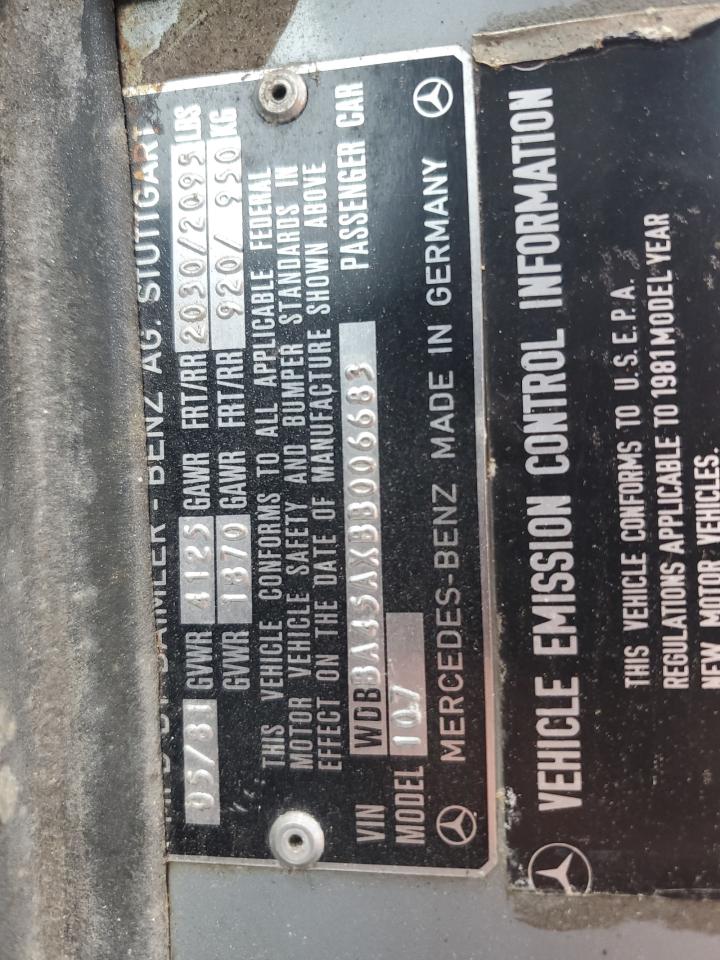 DAIMLER - BENZ AG. STUTTGART
05/81 GVWR 4125 GAWR FRT/RR 2030/2095 LBS
GVWR 1870 GAWR FRT/RR 920/ 950 KG
THIS VEHICLE CONFORMS TO ALL APPLICABLE FEDERAL
MOTOR VEHICLE SAFETY AND BUMPER STANDARDS IN
EFFECT ON THE DATE OF MANUFACTURE SHOWN ABOVE
VIN WDBBA45AXBB006683 PASSENGER CAR
MODEL 107
MERCEDES-BENZ MADE IN GERMANY
VEHICLE EMISSION CONTROL INFORMATION
THIS VEHICLE CONFORMS TO U.S.E.P.A.
REGULATIONS APPLICABLE TO 1981 MODEL YEAR
NEW MOTOR VEHICLES.